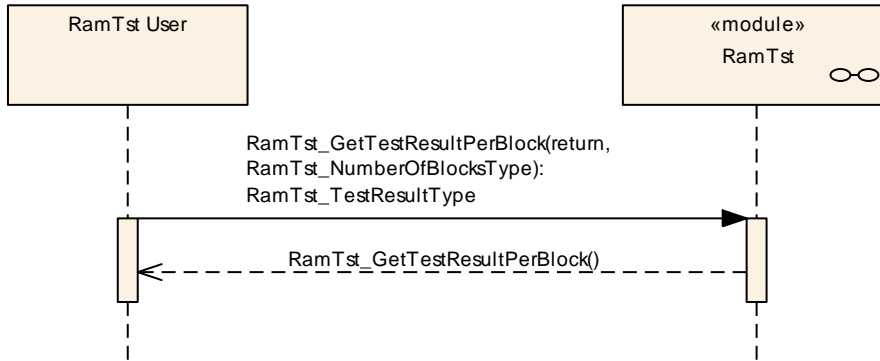 RamTst User
«module»
RamTst
RamTst_GetTestResultPerBlock(return,
RamTst_NumberOfBlocksType):
RamTst_TestResultType
RamTst_GetTestResultPerBlock()